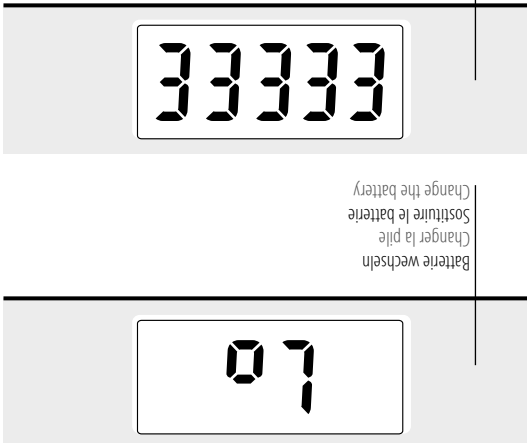 Lo
Batterie wechseln
Changer la pile
Sostituire le batterie
Change the battery
EEEEE